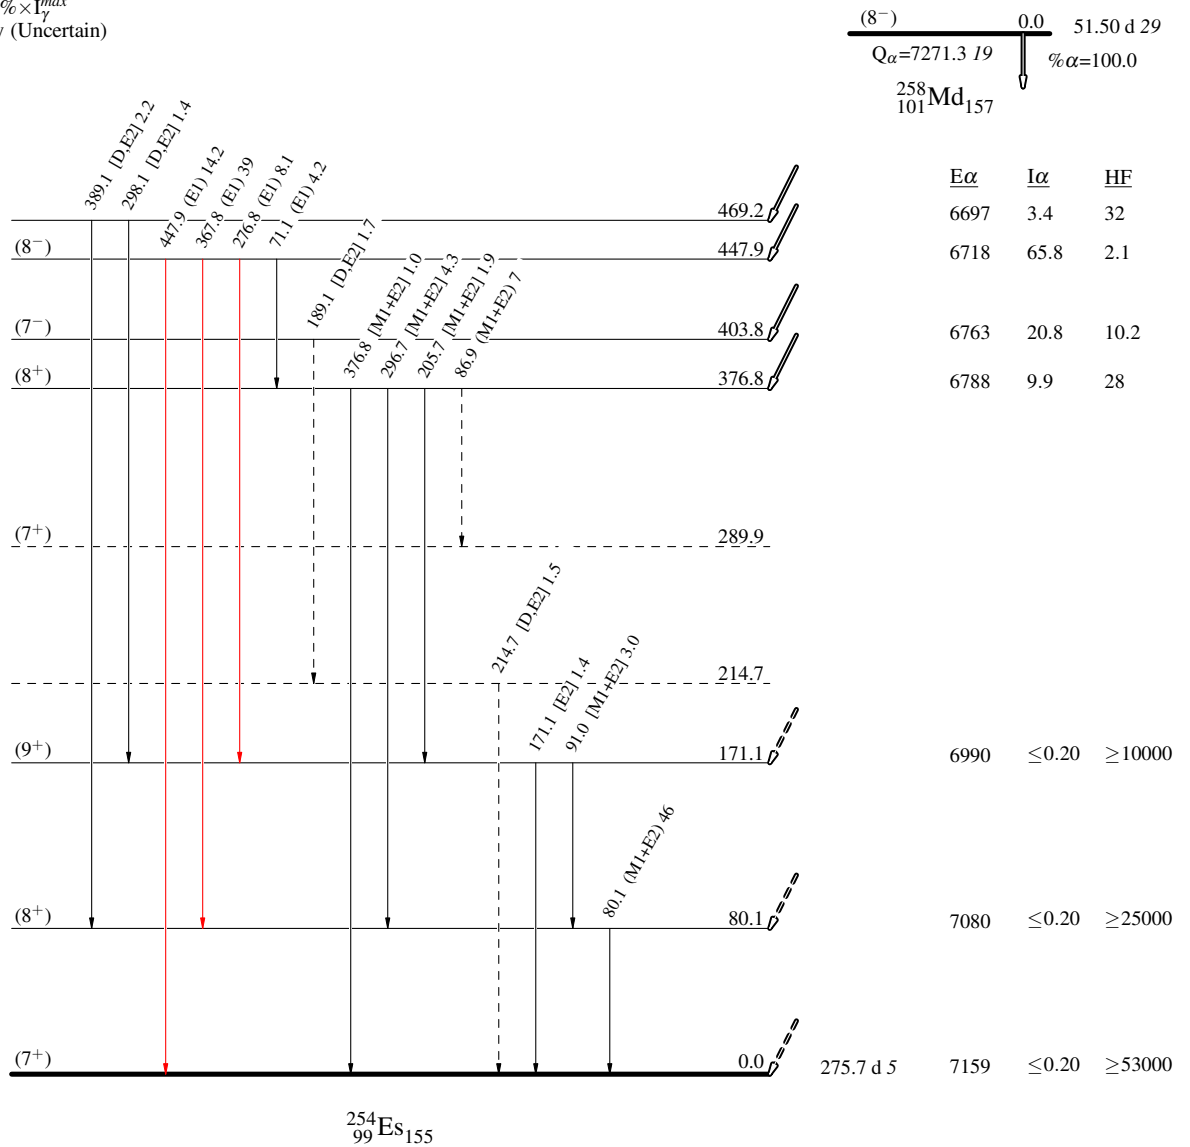 %×I_γ^max
(Uncertain)
(8⁻) 0.0 51.50 d 29
Q_α=7271.3 19 %α=100.0
²⁵⁸₁₀₁Md₁₅₇
Eα Iα HF
389.1 [D,E2] 2.2
298.1 [D,E2] 1.4
447.9 (E1) 14.2
367.8 (E1) 39
276.8 (E1) 8.1
71.1 (E1) 4.2
469.2 6697 3.4 32
(8⁻) 447.9 6718 65.8 2.1
189.1 [D,E2] 1.7
376.8 [M1+E2] 1.0
296.7 [M1+E2] 4.3
205.7 [M1+E2] 1.9
86.9 (M1+E2) 7
(7⁻) 403.8 6763 20.8 10.2
(8⁺) 376.8 6788 9.9 28
(7⁺) 289.9
214.7 [D,E2] 1.5
214.7
171.1 [E2] 1.4
91.0 [M1+E2] 3.0
(9⁺) 171.1 6990 ≤0.20 ≥10000
80.1 (M1+E2) 46
(8⁺) 80.1 7080 ≤0.20 ≥25000
(7⁺) 0.0 275.7 d 5 7159 ≤0.20 ≥53000
²⁵⁴₉₉Es₁₅₅